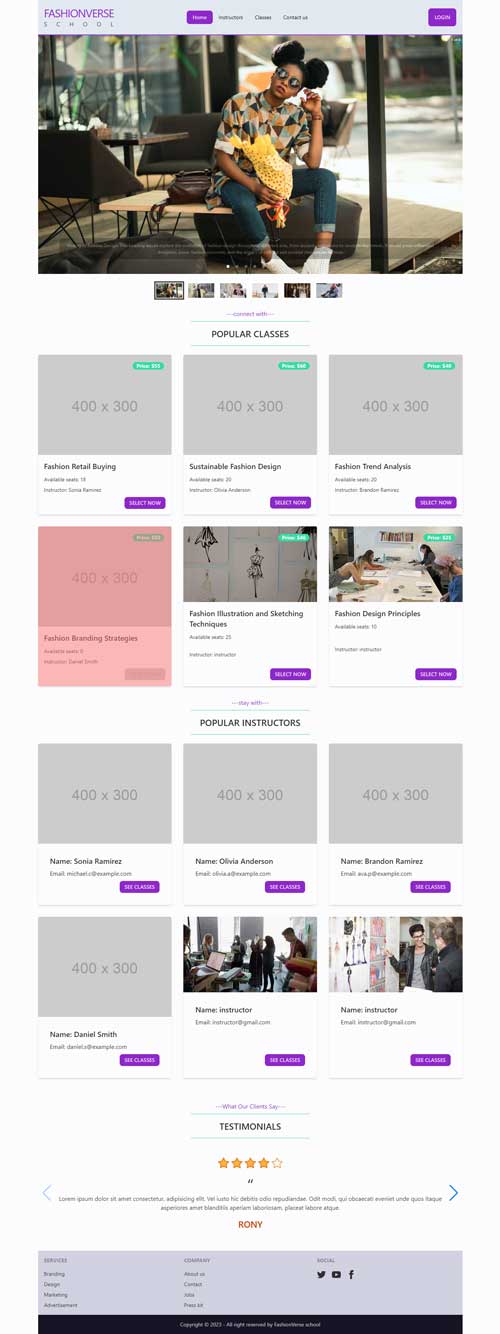 FASHIONVERSE
S C H O O L
Home Instructors Classes Contact us
LOGIN
---connect with---
POPULAR CLASSES
Price: $55
400 x 300
Fashion Retail Buying
Available seats: 18
Instructor: Sonia Ramirez
SELECT NOW
Price: $60
400 x 300
Sustainable Fashion Design
Available seats: 20
Instructor: Olivia Anderson
SELECT NOW
Price: $40
400 x 300
Fashion Trend Analysis
Available seats: 20
Instructor: Brandon Ramirez
SELECT NOW
400 x 300
Fashion Branding Strategies
Available seats: 0
Instructor: Daniel Smith
Price: $40
Fashion Illustration and Sketching
Techniques
Available seats: 25
Instructor: instructor
SELECT NOW
Price: $25
Fashion Design Principles
Available seats: 10
Instructor: instructor
SELECT NOW
---stay with---
POPULAR INSTRUCTORS
400 x 300
Name: Sonia Ramirez
Email: michael.c@example.com
SEE CLASSES
400 x 300
Name: Olivia Anderson
Email: olivia.a@example.com
SEE CLASSES
400 x 300
Name: Brandon Ramirez
Email: ava.p@example.com
SEE CLASSES
400 x 300
Name: Daniel Smith
Email: daniel.s@example.com
SEE CLASSES
Name: instructor
Email: instructor@gmail.com
SEE CLASSES
Name: instructor
Email: instructor@gmail.com
SEE CLASSES
---What Our Clients Say---
TESTIMONIALS
“
Lorem ipsum dolor sit amet consectetur, adipisicing elit. Vel iusto hic debitis odio repudiandae. Odit modi, qui obcaecati eveniet unde quos itaque
asperiores amet blanditiis aperiam laboriosam, placeat labore atque.
RONY
SERVICES
Branding
Design
Marketing
Advertisement
COMPANY
About us
Contact
Jobs
Press kit
SOCIAL
Copyright © 2023 - All right reserved by FashionVerse school